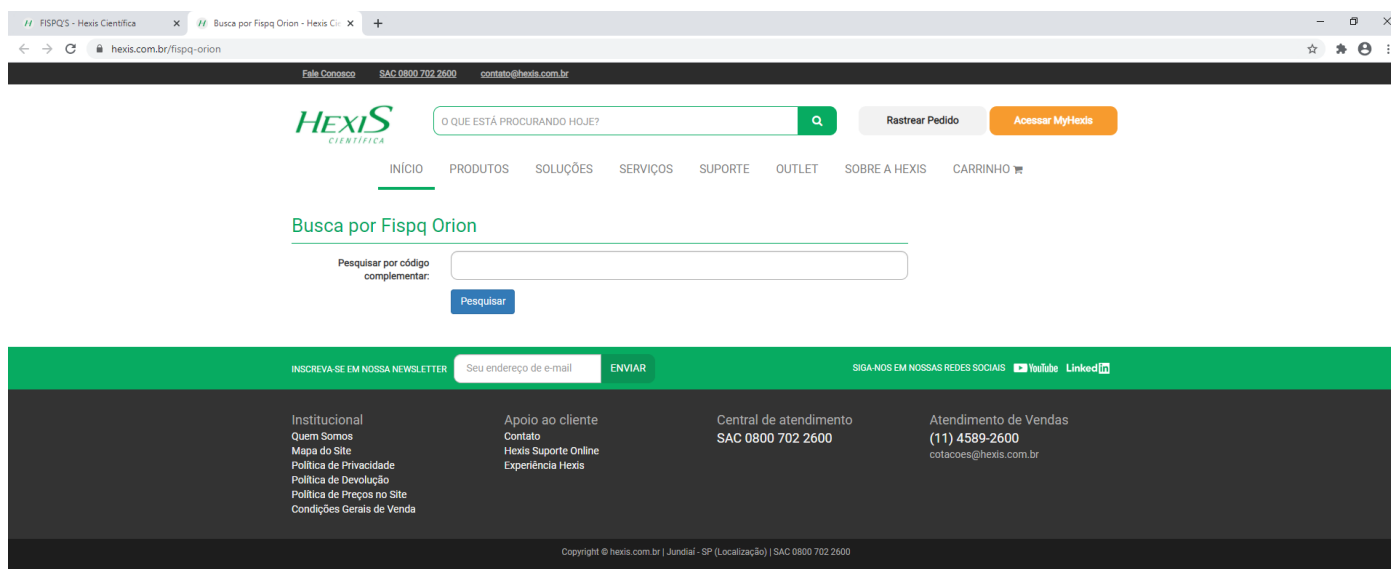 FISPQ'S - Hexis Científica
Busca por Fispq Orion - Hexis Cie
hexis.com.br/fispq-orion
Fale Conosco SAC 0800 702 2600 contato@hexis.com.br
HEXIS
CIENTÍFICA
O QUE ESTÁ PROCURANDO HOJE?
Rastrear Pedido
Acessar MyHexis
INÍCIO PRODUTOS SOLUÇÕES SERVIÇOS SUPORTE OUTLET SOBRE A HEXIS CARRINHO
Busca por Fispq Orion
Pesquisar por código
complementar:
Pesquisar
INSCREVA-SE EM NOSSA NEWSLETTER Seu endereço de e-mail ENVIAR SIGA-NOS EM NOSSAS REDES SOCIAIS YouTube Linked in
Institucional
Quem Somos
Mapa do Site
Política de Privacidade
Política de Devolução
Política de Preços no Site
Condições Gerais de Venda
Apoio ao cliente
Contato
Hexis Suporte Online
Experiência Hexis
Central de atendimento
SAC 0800 702 2600
Atendimento de Vendas
(11) 4589-2600
cotacoes@hexis.com.br
Copyright © hexis.com.br | Jundiaí - SP (Localização) | SAC 0800 702 2600